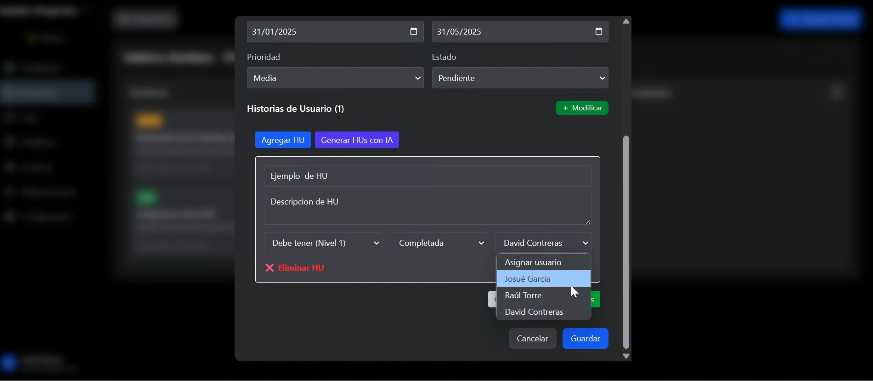 31/01/2025 31/05/2025
Prioridad Estado
Media Pendiente
Historias de Usuario (1) + Modificar
Agregar HU Generar HUs con IA
Ejemplo de HU
Descripcion de HU
Debe tener (Nivel 1) Completada David Contreras
Asignar usuario
Eliminar HU
Josué García
Raúl Torre
David Contreras
Cancelar Guardar